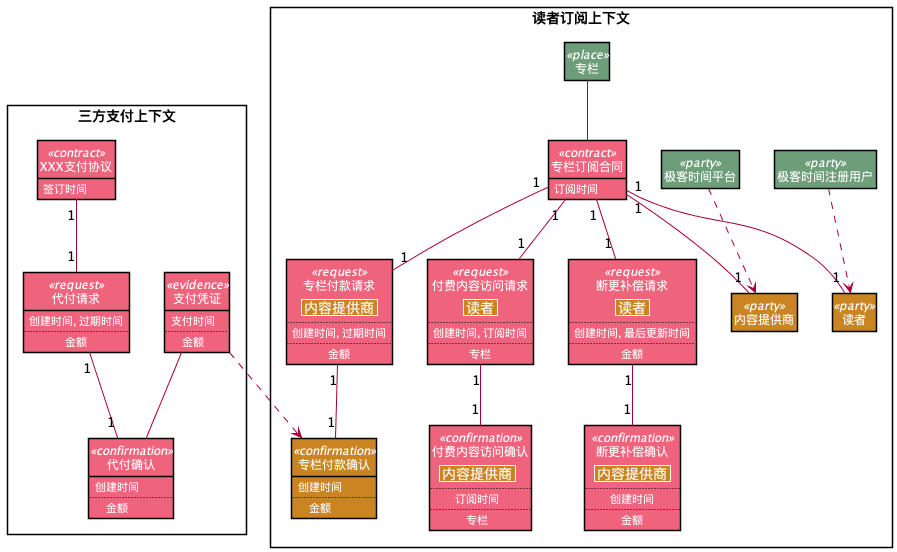 三方支付上下文
«contract»
XXX支付协议
签订时间
1
1
«request»
代付请求
创建时间, 过期时间
金额
«evidence»
支付凭证
支付时间
金额
1
1
«confirmation»
代付确认
创建时间
金额
读者订阅上下文
«place»
专栏
«contract»
专栏订阅合同
订阅时间
«party»
极客时间平台
«party»
极客时间注册用户
1
1
1
1
1
1
1
1
1
1
«request»
专栏付款请求
内容提供商
创建时间, 过期时间
金额
«request»
付费内容访问请求
读者
创建时间, 订阅时间
专栏
«request»
断更补偿请求
读者
创建时间, 最后更新时间
金额
«party»
内容提供商
«party»
读者
1
1
1
1
1
1
«confirmation»
专栏付款确认
创建时间
金额
«confirmation»
付费内容访问确认
内容提供商
订阅时间
专栏
«confirmation»
断更补偿确认
内容提供商
创建时间
金额